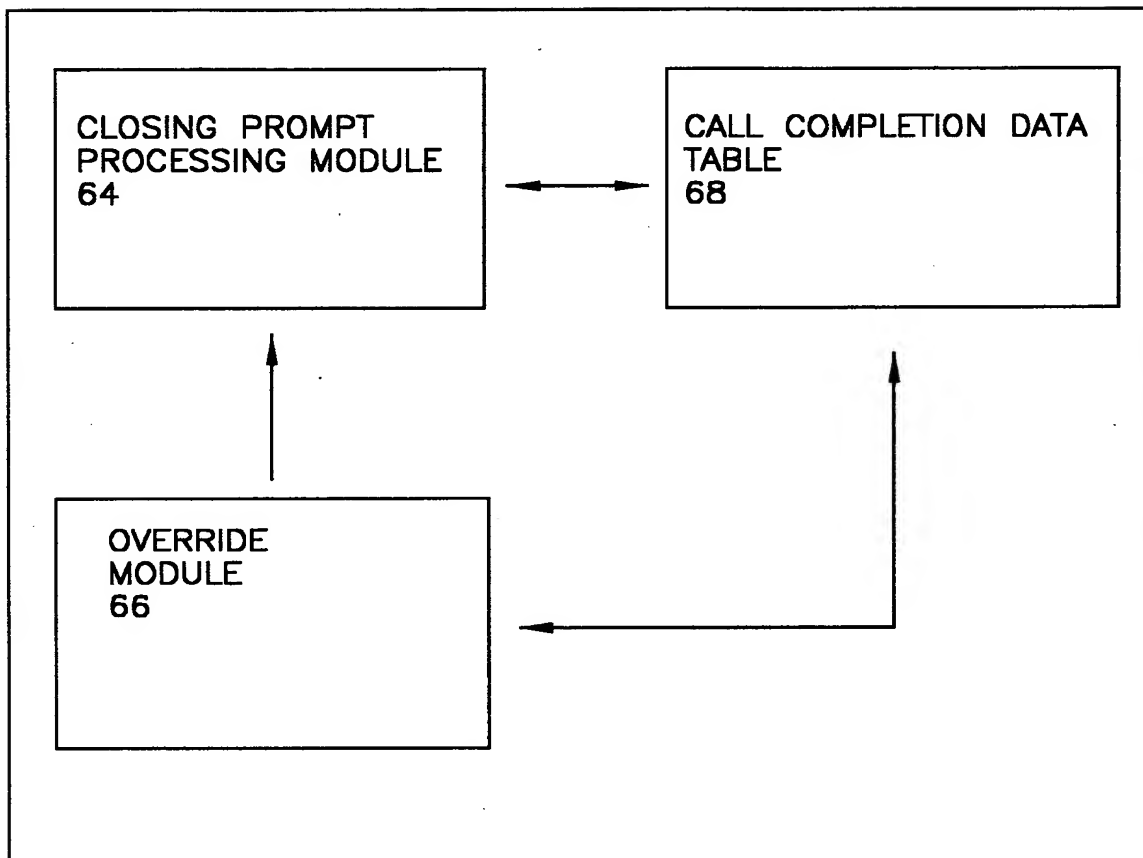 CLOSING PROMPT
PROCESSING MODULE
64
CALL COMPLETION DATA
TABLE
68
OVERRIDE
MODULE
66